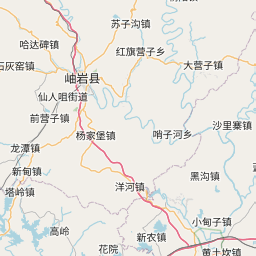 苏子沟镇
哈达碑镇
红旗营子乡
石灰窑镇
大营子镇
岫岩县
仙人咀街道
前营子镇
沙里寨镇
杨家堡镇
哨子河乡
龙潭镇
新甸镇
黑沟镇
塔岭镇
洋河镇
小甸子镇
高岭
新农镇
花院
菩土坎镇